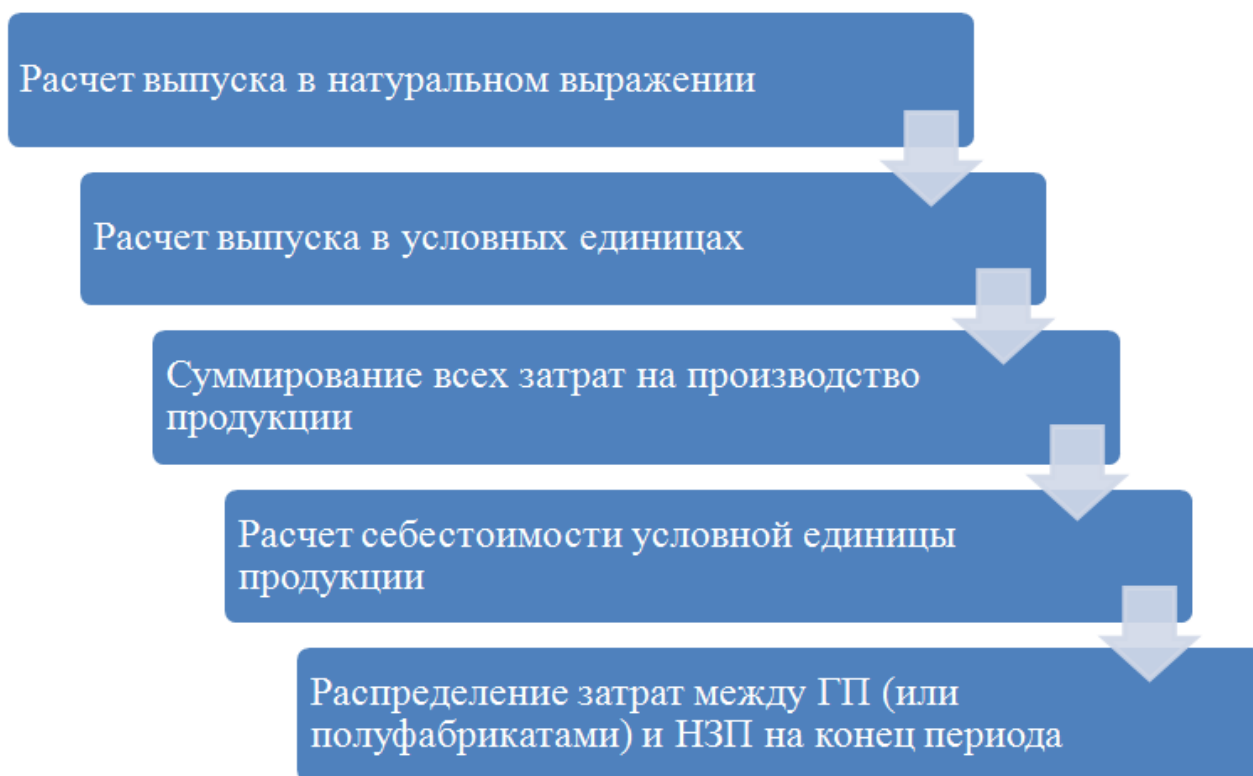 Расчет выпуска в натуральном выражении
Расчет выпуска в условных единицах
Суммирование всех затрат на производство
продукции
Расчет себестоимости условной единицы
продукции
Распределение затрат между ГП (или
полуфабрикатами) и НЗП на конец периода